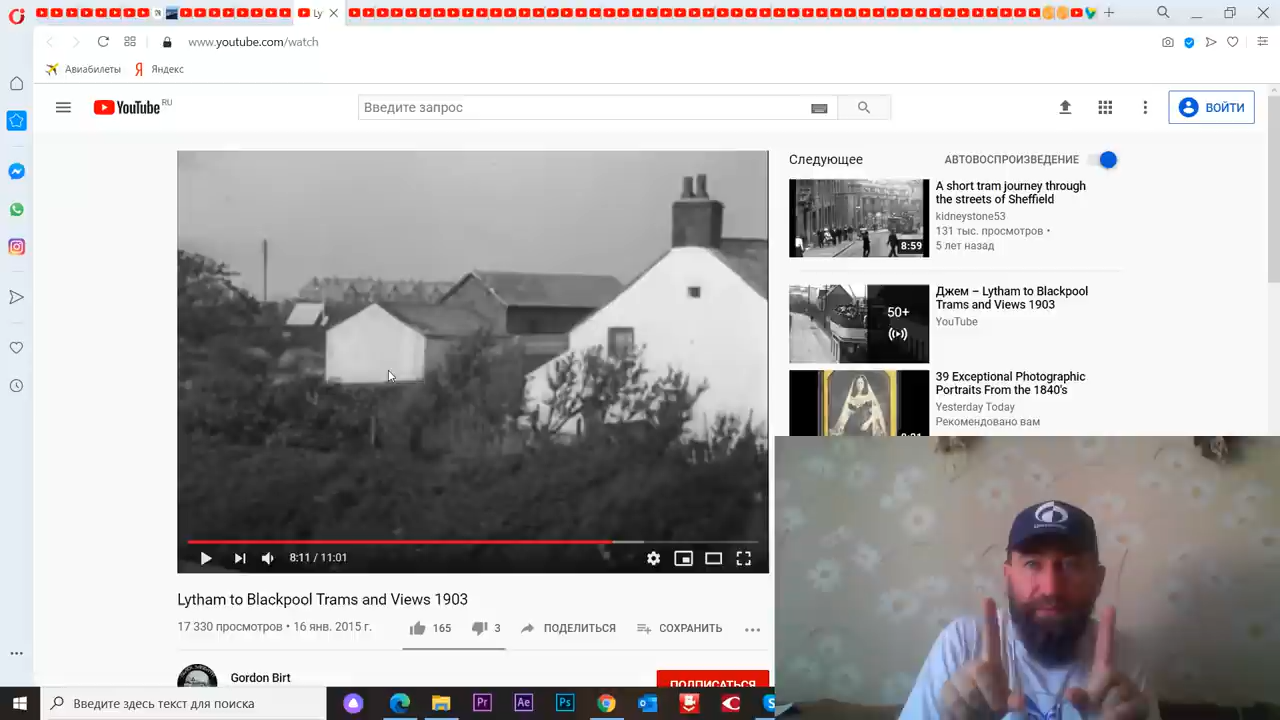 Ly
www.youtube.com/watch
Авиабилеты
Яндекс
YouTube RU
Введите запрос
ВОЙТИ
Следующее
АВТОВОСПРОИЗВЕДЕНИЕ
A short tram journey through
the streets of Sheffield
kidneystone53
131 тыс. просмотров •
5 лет назад
8:59
Джем – Lytham to Blackpool
Trams and Views 1903
YouTube
50+
39 Exceptional Photographic
Portraits From the 1840's
Yesterday Today
Рекомендовано вам
8:11 / 11:01
Lytham to Blackpool Trams and Views 1903
17 330 просмотров • 16 янв. 2015 г.
165
3
ПОДЕЛИТЬСЯ
СОХРАНИТЬ
Gordon Birt
ПОДПИСАТЬСЯ
Введите здесь текст для поиска
Pr
Ae
Ps